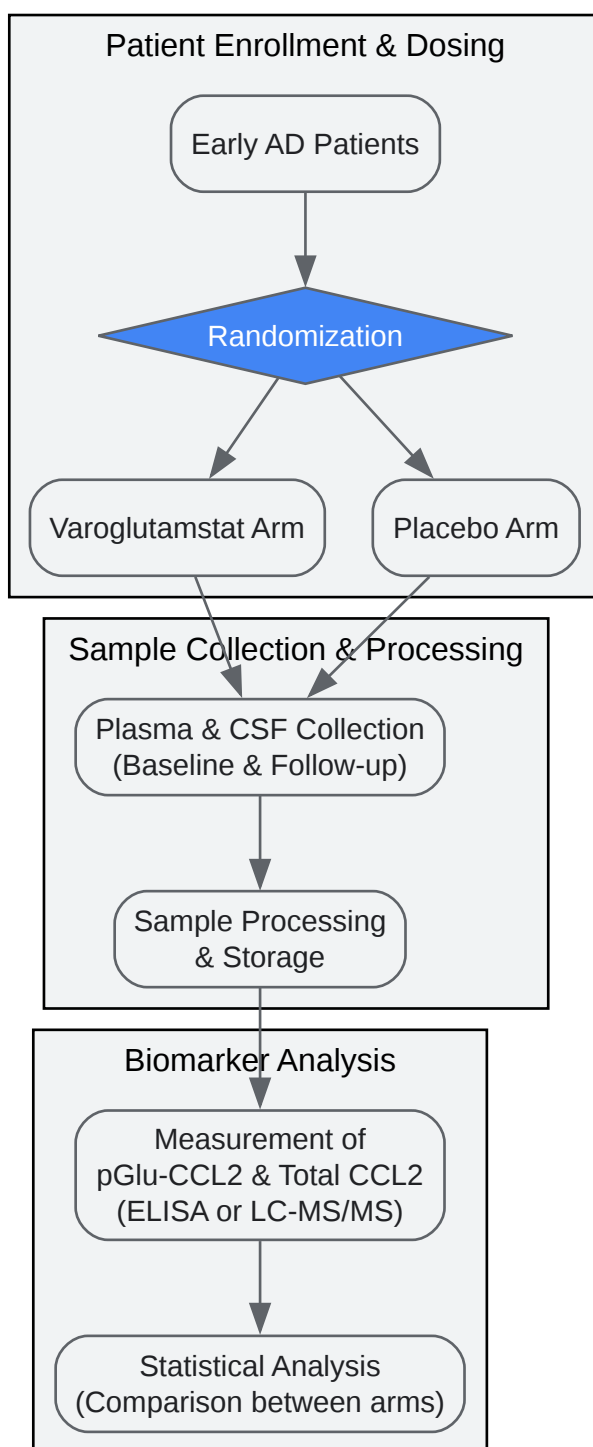 Patient Enrollment & Dosing
Early AD Patients
Randomization
Varoglutamstat Arm
Placebo Arm
Sample Collection & Processing
Plasma & CSF Collection
(Baseline & Follow-up)
Sample Processing
& Storage
Biomarker Analysis
Measurement of
pGlu-CCL2 & Total CCL2
(ELISA or LC-MS/MS)
Statistical Analysis
(Comparison between arms)